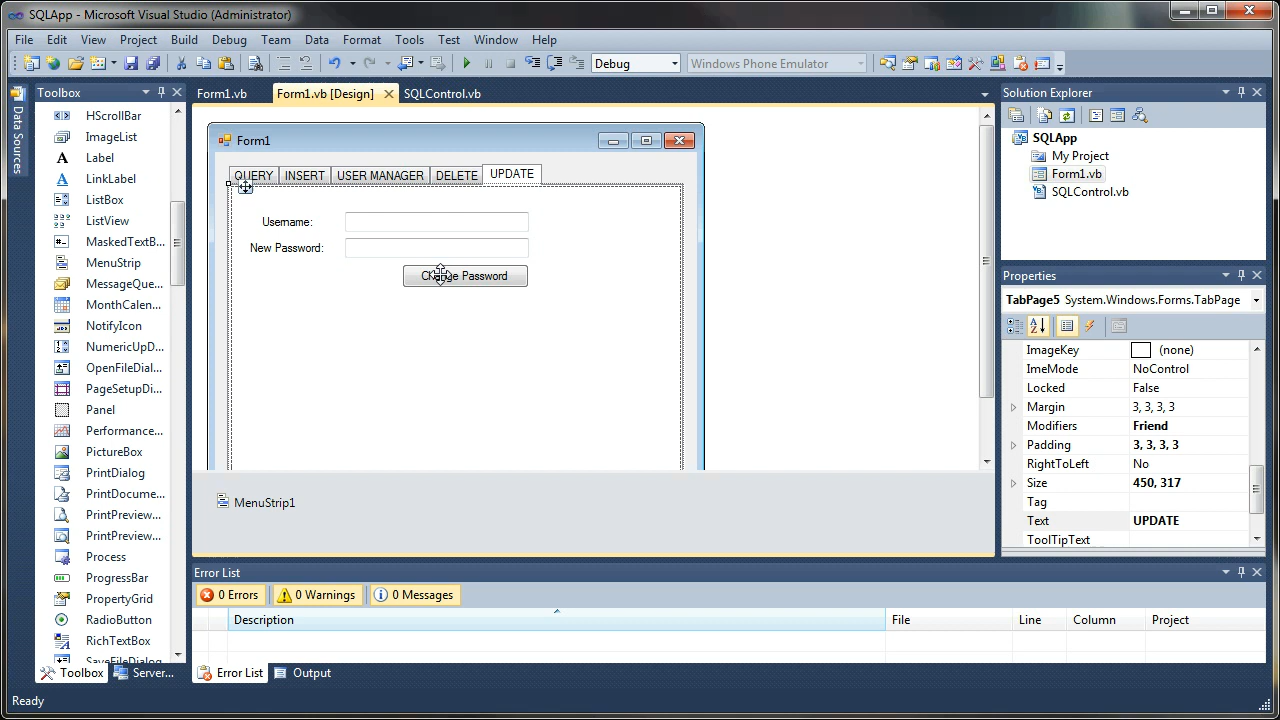 SQLApp - Microsoft Visual Studio (Administrator)
File Edit View Project Build Debug Team Data Format Tools Test Window Help
Debug Windows Phone Emulator
Data Sources
Toolbox
HScrollBar
ImageList
Label
LinkLabel
ListBox
ListView
MaskedTextB...
MenuStrip
MessageQue...
MonthCalen...
NotifyIcon
NumericUpD...
OpenFileDial...
PageSetupDi...
Panel
Performance...
PictureBox
PrintDialog
PrintDocume...
PrintPreview...
PrintPreview...
Process
ProgressBar
PropertyGrid
RadioButton
RichTextBox
SaveFileDialog
Toolbox Server...
Form1.vb Form1.vb [Design] SQLControl.vb
Form1
QUERY INSERT USER MANAGER DELETE UPDATE
Username:
New Password:
Change Password
MenuStrip1
Solution Explorer
SQLApp
My Project
Form1.vb
SQLControl.vb
Properties
TabPage5 System.Windows.Forms.TabPage
ImageKey (none)
ImeMode NoControl
Locked False
Margin 3, 3, 3, 3
Modifiers Friend
Padding 3, 3, 3, 3
RightToLeft No
Size 450, 317
Tag
Text UPDATE
ToolTipText
Error List
0 Errors 0 Warnings 0 Messages
Description File Line Column Project
Error List Output
Ready